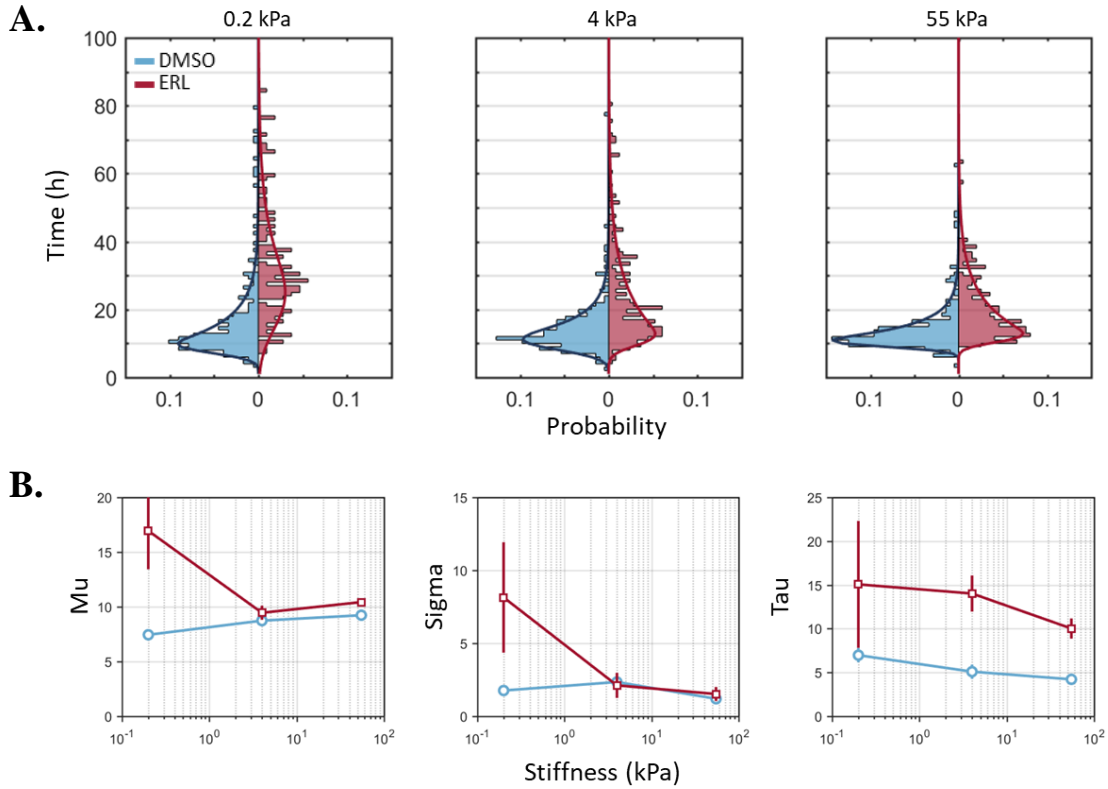 A.
0.2 kPa 4 kPa 55 kPa
100
80
60
40
20
0
Time (h)
DMSO
ERL
0.1 0 0.1 0.1 0 0.1 0.1 0 0.1
Probability
B.
20
15
10
5
0
Mu
10-1 100 101 102
15
10
5
0
Sigma
10-1 100 101 102
25
20
15
10
5
0
Tau
10-1 100 101 102
Stiffness (kPa)